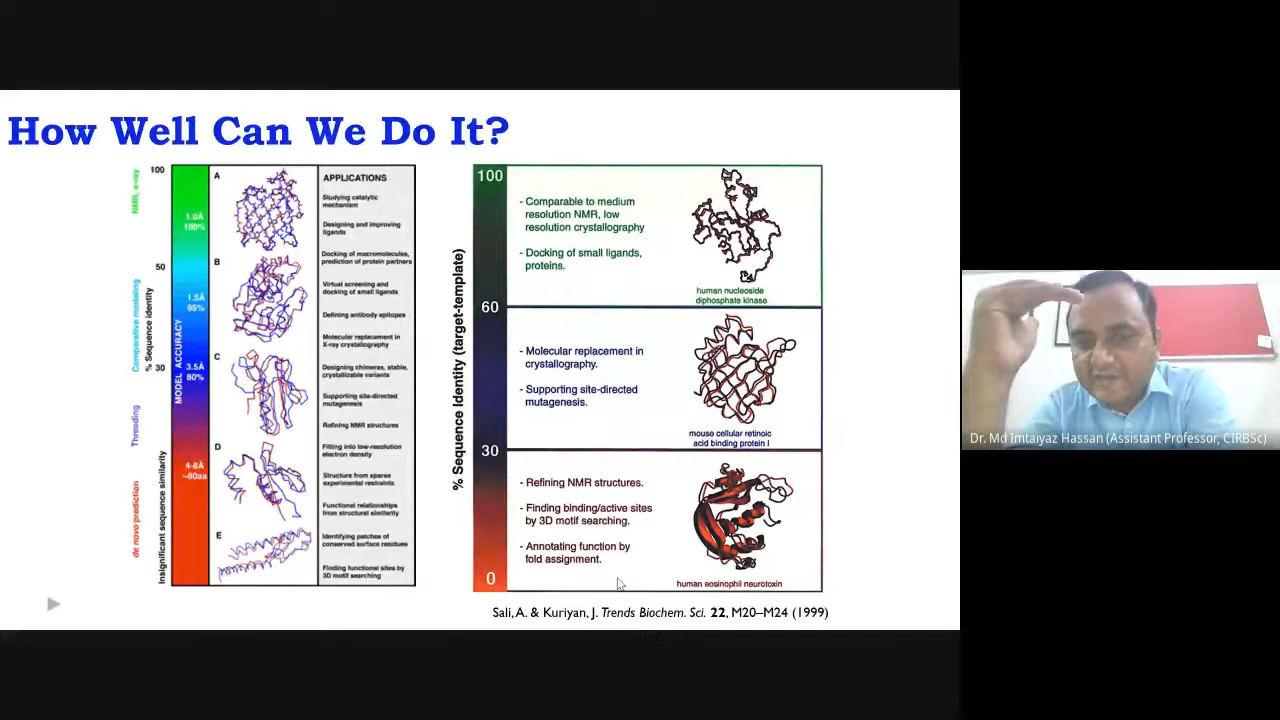 How Well Can We Do It?
NMR, x-ray
Comparative modeling
Threading
de novo prediction
% Sequence identity
Insignificant sequence similarity
100
50
30
MODEL ACCURACY
1.0Å
100%
1.5Å
95%
3.5Å
80%
4-8Å
~80aa
A
B
C
D
E
APPLICATIONS
Studying catalytic
mechanism
Designing and improving
ligands
Docking of macromolecules,
prediction of protein partners
Virtual screening and
docking of small ligands
Defining antibody epitopes
Molecular replacement in
X-ray crystallography
Designing chimeras, stable,
crystallizable variants
Supporting site-directed
mutagenesis
Refining NMR structures
Fitting into low-resolution
electron density
Structure from sparse
experimental restraints
Functional relationships
from structural similarity
Identifying patches of
conserved surface residues
Finding functional sites by
3D motif searching
% Sequence Identity (target-template)
100
- Comparable to medium
resolution NMR, low
resolution crystallography
- Docking of small ligands,
proteins.
human nucleoside
diphosphate kinase
60
- Molecular replacement in
crystallography.
- Supporting site-directed
mutagenesis.
mouse cellular retinoic
acid binding protein I
30
- Refining NMR structures.
- Finding binding/active sites
by 3D motif searching.
- Annotating function by
fold assignment.
human eosinophil neurotoxin
0
Sali, A. & Kuriyan, J. Trends Biochem. Sci. 22, M20–M24 (1999)
Dr. Md Imtaiyaz Hassan (Assistant Professor, CIRBSc)